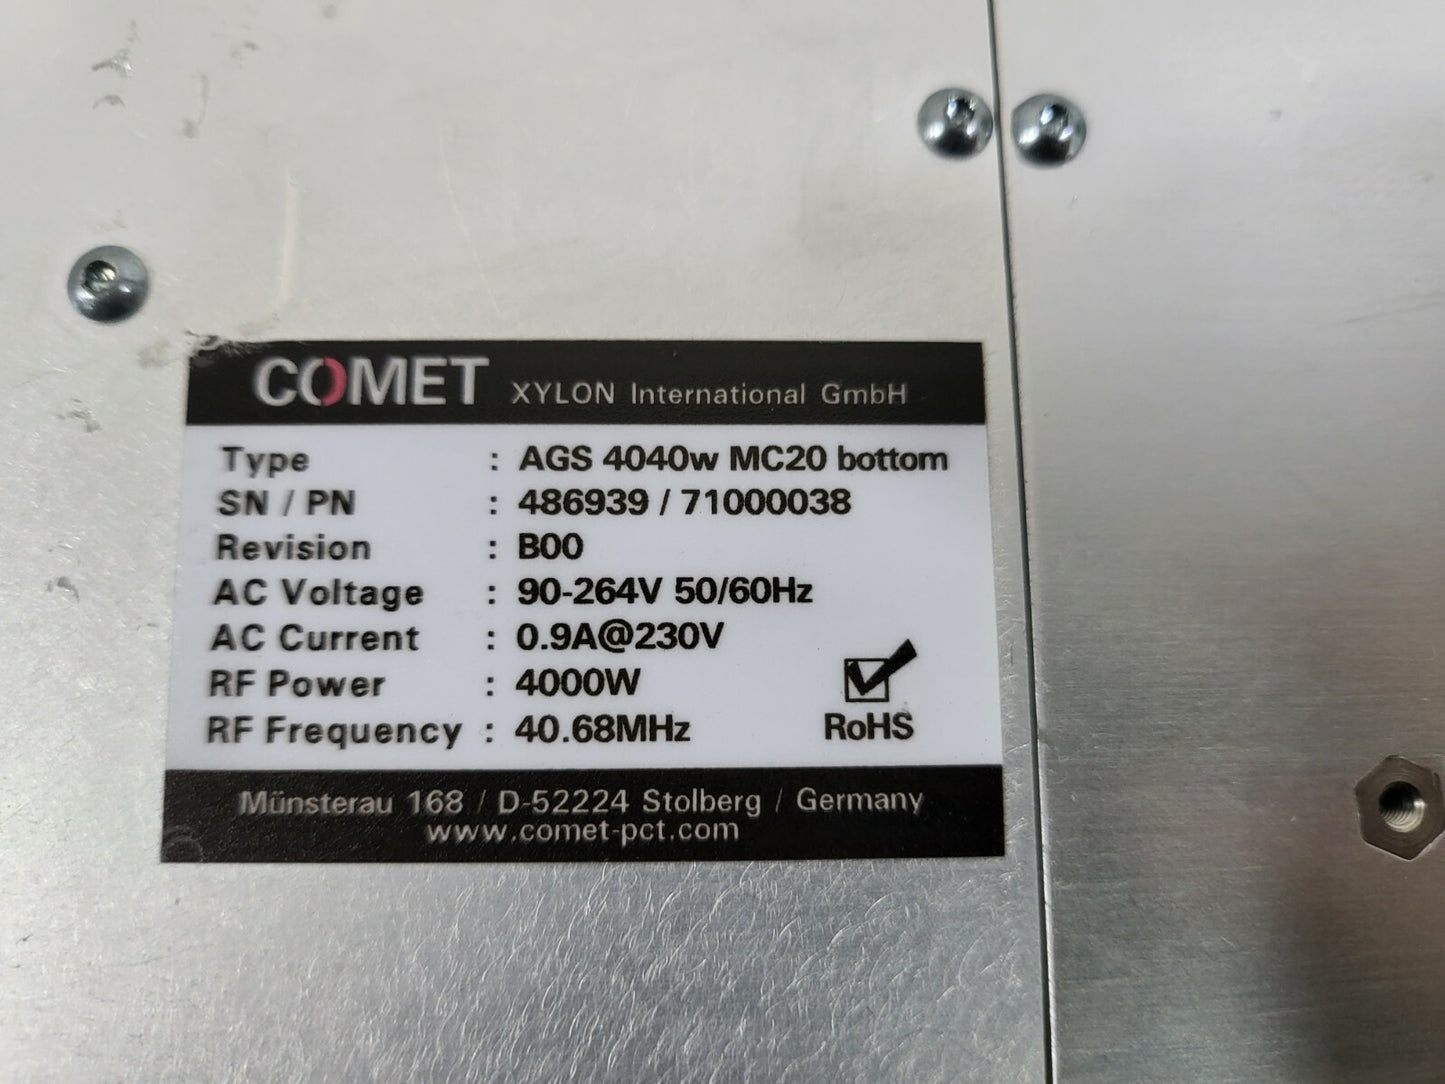 COMET XYLON International GmbH
Type : AGS 4040w MC20 bottom
SN / PN : 486939 / 71000038
Revision : B00
AC Voltage : 90-264V 50/60Hz
AC Current : 0.9A@230V
RF Power : 4000W
RF Frequency : 40.68MHz
RoHS
Münsterau 168 / D-52224 Stolberg / Germany
www.comet-pct.com